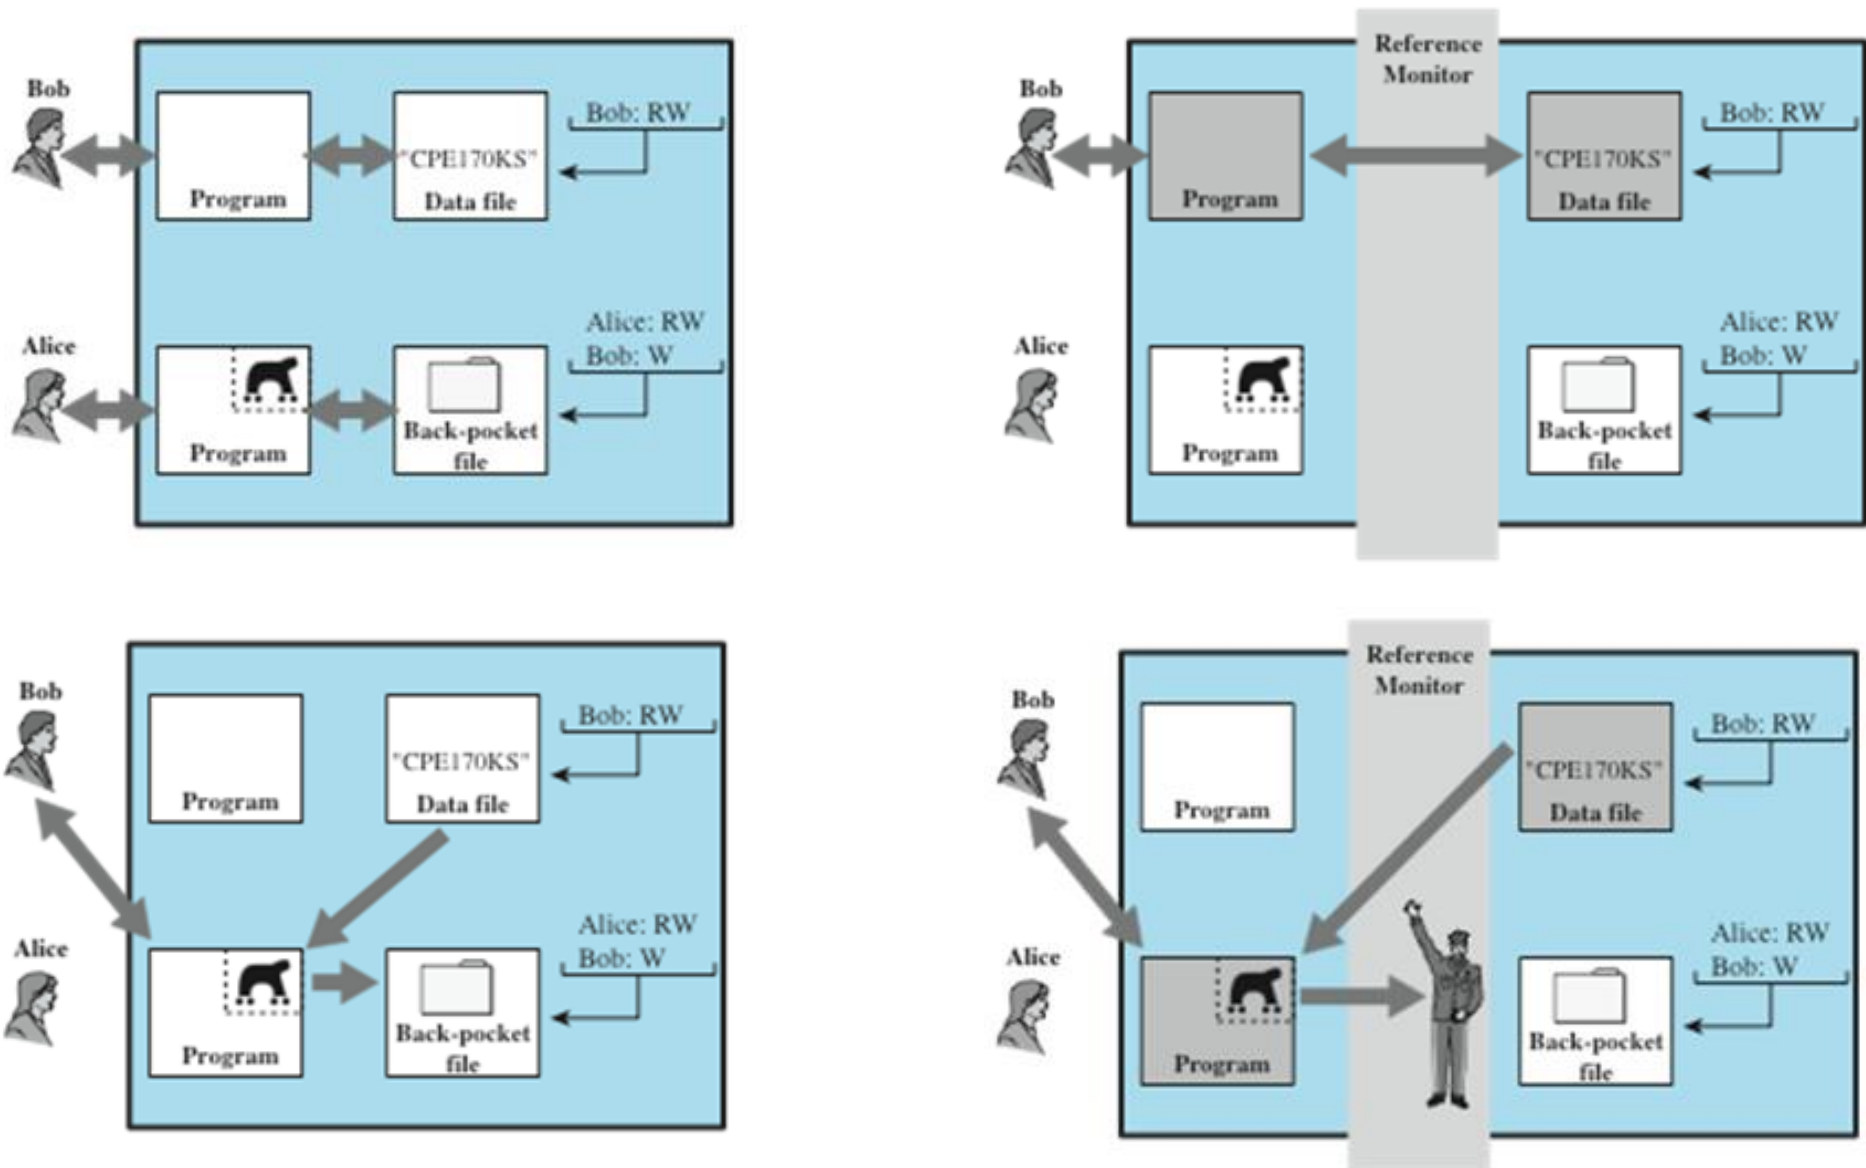 Bob
Bob: RW
"CPE170KS"
Program
Data file
Alice
Alice: RW
Bob: W
Program
Back-pocket
file
Reference
Monitor
Bob
Bob: RW
"CPE170KS"
Program
Data file
Alice
Alice: RW
Bob: W
Program
Back-pocket
file
Bob
Bob: RW
"CPE170KS"
Program
Data file
Alice
Alice: RW
Bob: W
Program
Back-pocket
file
Reference
Monitor
Bob
Bob: RW
"CPE170KS"
Program
Data file
Alice
Alice: RW
Bob: W
Program
Back-pocket
file